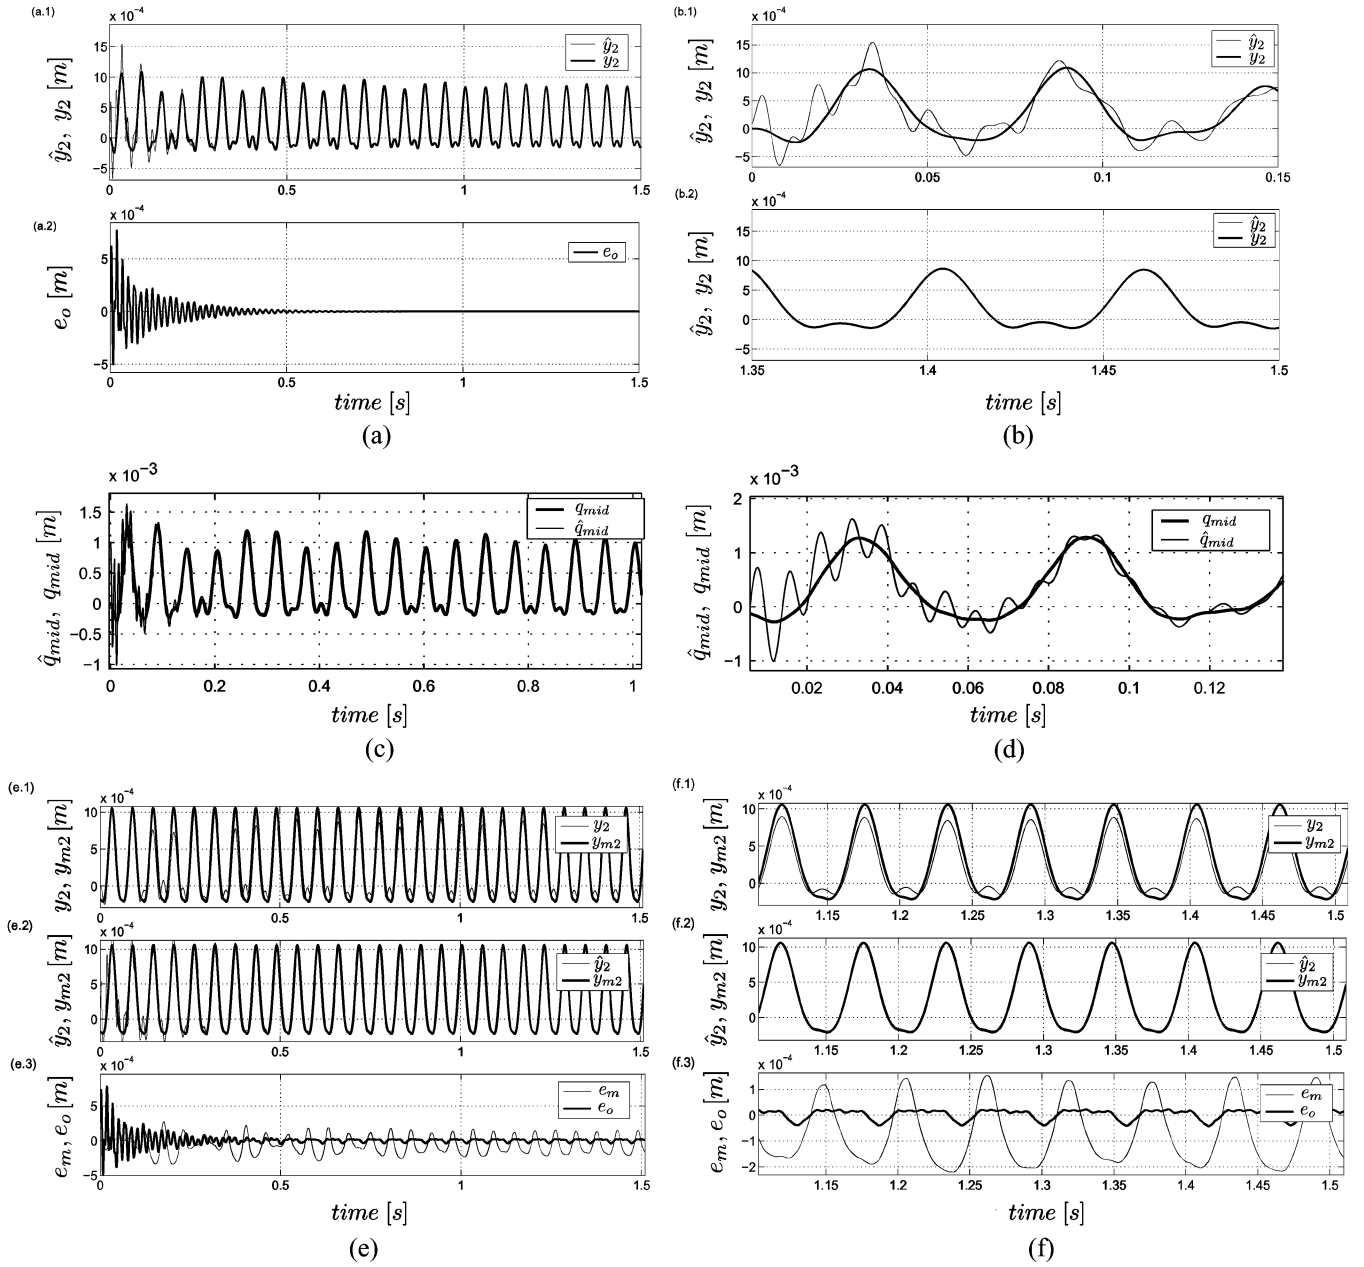 (a.1)
x 10⁻⁴
15
10
5
0
−5
0
0.5
1
1.5
ŷ₂, y₂ [m]
ŷ₂
y₂
(a.2)
x 10⁻⁴
5
0
−5
0
0.5
1
1.5
eₒ [m]
eₒ
time [s]
(a)
(b.1)
x 10⁻⁴
15
10
5
0
−5
0
0.05
0.1
0.15
ŷ₂, y₂ [m]
ŷ₂
y₂
(b.2)
x 10⁻⁴
15
10
5
0
−5
1.35
1.4
1.45
1.5
ŷ₂, y₂ [m]
ŷ₂
y₂
time [s]
(b)
x 10⁻³
1.5
1
0.5
0
−0.5
−1
0
0.2
0.4
0.6
0.8
1
q̂mid, qmid [m]
qmid
q̂mid
time [s]
(c)
x 10⁻³
2
1
0
−1
0.02
0.04
0.06
0.08
0.1
0.12
q̂mid, qmid [m]
qmid
q̂mid
time [s]
(d)
(e.1)
x 10⁻⁴
10
5
0
0
0.5
1
1.5
y₂, ym2 [m]
y₂
ym2
(e.2)
x 10⁻⁴
10
5
0
0
0.5
1
1.5
ŷ₂, ym2 [m]
ŷ₂
ym2
(e.3)
x 10⁻⁴
5
0
−5
0
0.5
1
1.5
em, eₒ [m]
em
eₒ
time [s]
(e)
(f.1)
x 10⁻⁴
10
5
0
1.15
1.2
1.25
1.3
1.35
1.4
1.45
1.5
y₂, ym2 [m]
y₂
ym2
(f.2)
x 10⁻⁴
10
5
0
1.15
1.2
1.25
1.3
1.35
1.4
1.45
1.5
ŷ₂, ym2 [m]
ŷ₂
ym2
(f.3)
x 10⁻⁴
1
0
−1
−2
1.15
1.2
1.25
1.3
1.35
1.4
1.45
1.5
em, eₒ [m]
em
eₒ
time [s]
(f)